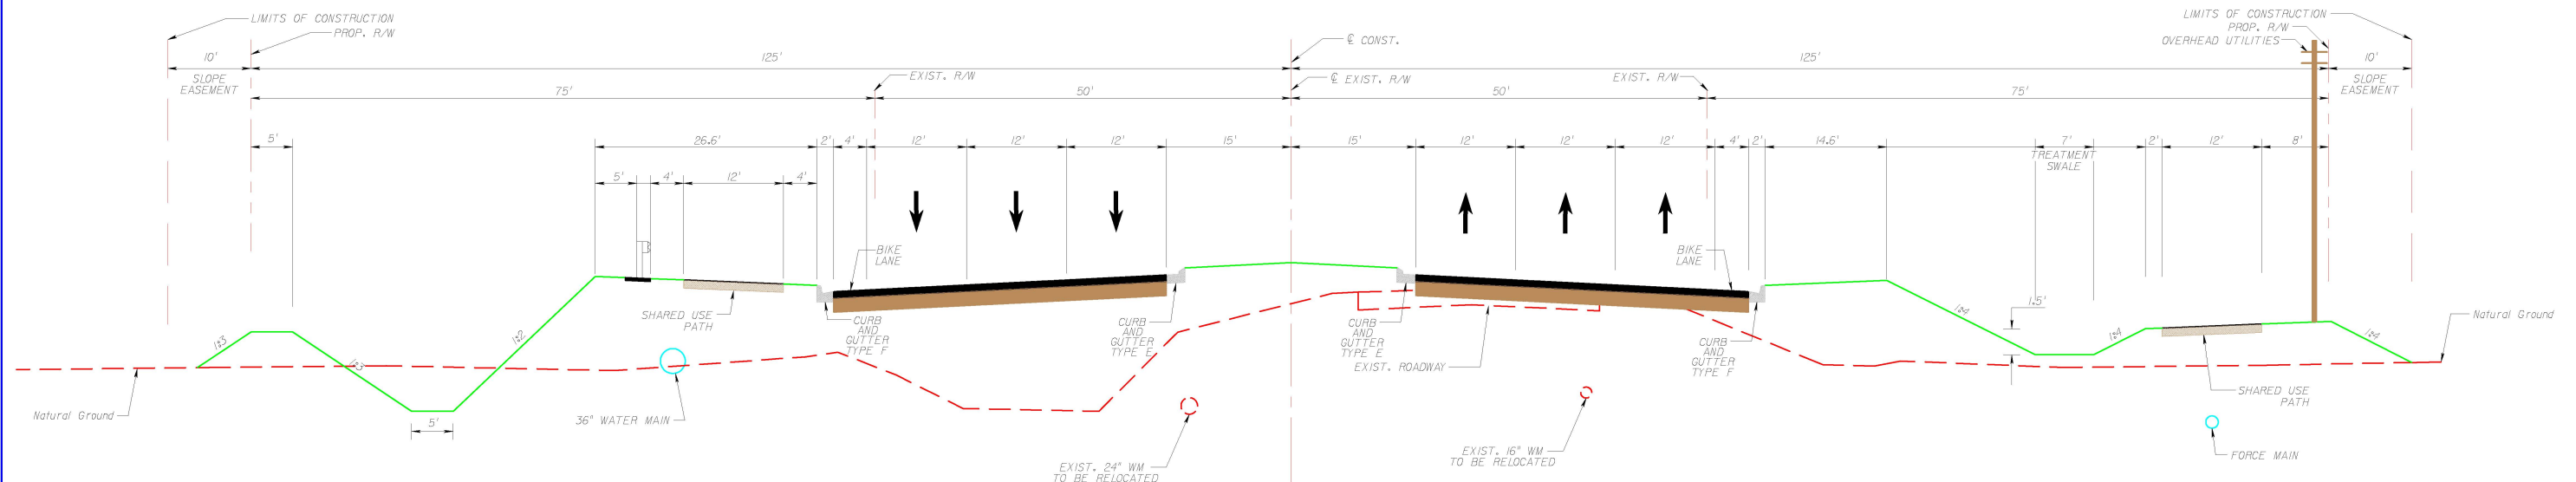 LIMITS OF CONSTRUCTION
PROP. R/W
℄ CONST.
LIMITS OF CONSTRUCTION
PROP. R/W
OVERHEAD UTILITIES
10'
125'
125'
10'
SLOPE
EASEMENT
EXIST. R/W
℄ EXIST. R/W
EXIST. R/W
SLOPE
EASEMENT
75'
50'
50'
75'
5'
26.6'
2'
4'
12'
12'
12'
15'
15'
12'
12'
12'
4'
2'
14.6'
7'
2'
12'
8'
TREATMENT
SWALE
5'
4'
12'
4'
BIKE
LANE
BIKE
LANE
1:3
1:3
1:2
SHARED USE
PATH
CURB
AND
GUTTER
TYPE F
CURB
AND
GUTTER
TYPE E
CURB
AND
GUTTER
TYPE E
EXIST. ROADWAY
CURB
AND
GUTTER
TYPE F
1:4
1.5'
1:4
1:4
Natural Ground
Natural Ground
5'
36" WATER MAIN
SHARED USE
PATH
EXIST. 24" WM
TO BE RELOCATED
EXIST. 16" WM
TO BE RELOCATED
FORCE MAIN